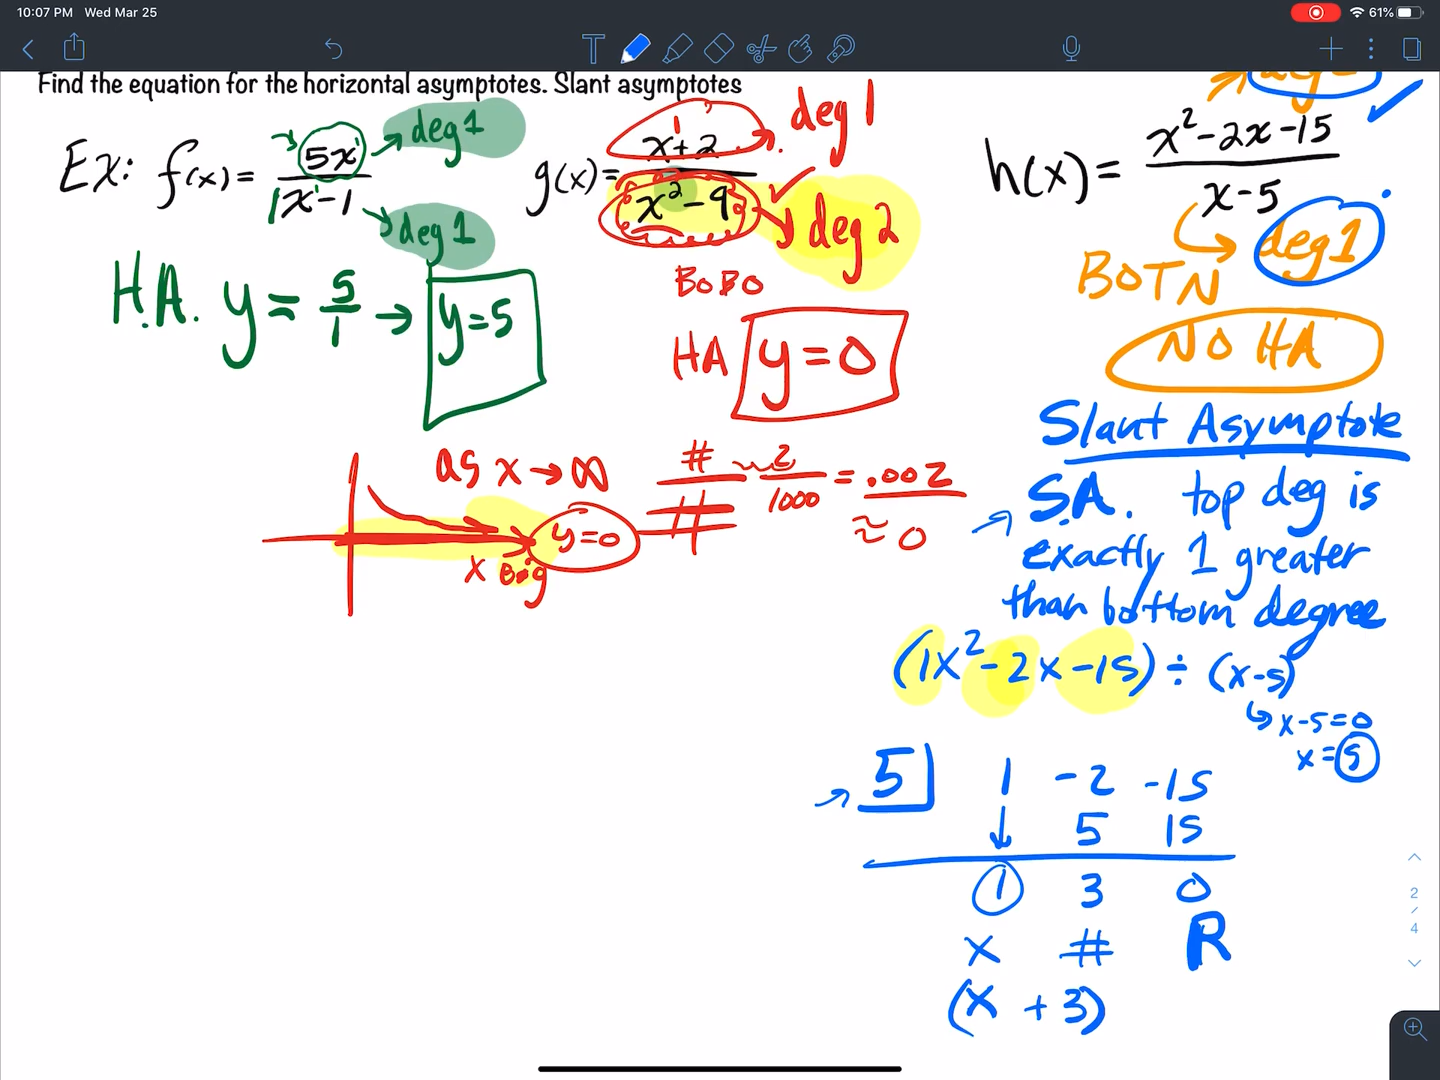 10:07 PM Wed Mar 25
61%
T
Find the equation for the horizontal asymptotes. Slant asymptotes
Ex: f(x) = 5x' / 1x'-1
deg 1
deg 1
H.A. y = 5/1 → y=5
g(x) = x+2 / x²-9
1
deg 1
deg 2
BOBO
HA y=0
as x → ∞
# / # ~ 2/1000 = .002
≈ 0
y=0
x Big
h(x) = x²-2x-15 / x-5
deg 1
BOTN
NO HA
Slant Asymptote
S.A. top deg is
exactly 1 greater
than bottom degree
(1x²-2x-15) ÷ (x-5)
x-5=0
x=5
5 1 -2 -15
↓ 5 15
1 3 0
x # R
(x + 3)
2
/
4